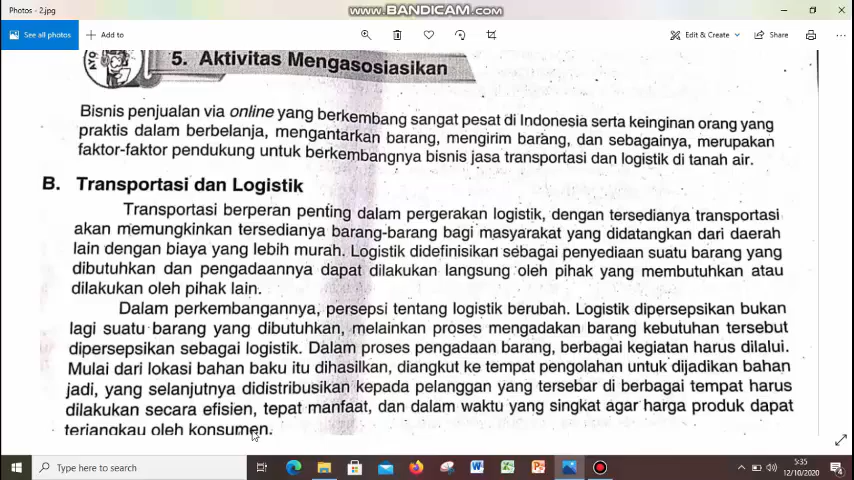 Photos - 2.jpg
www.BANDICAM.com
See all photos
Add to
Edit & Create
Share
5. Aktivitas Mengasosiasikan
Bisnis penjualan via online yang berkembang sangat pesat di Indonesia serta keinginan orang yang
praktis dalam berbelanja, mengantarkan barang, mengirim barang, dan sebagainya, merupakan
faktor-faktor pendukung untuk berkembangnya bisnis jasa transportasi dan logistik di tanah air.
B. Transportasi dan Logistik
Transportasi berperan penting dalam pergerakan logistik, dengan tersedianya transportasi
akan memungkinkan tersedianya barang-barang bagi masyarakat yang didatangkan dari daerah
lain dengan biaya yang lebih murah. Logistik didefinisikan sebagai penyediaan suatu barang yang
dibutuhkan dan pengadaannya dapat dilakukan langsung oleh pihak yang membutuhkan atau
dilakukan oleh pihak lain.
Dalam perkembangannya, persepsi tentang logistik berubah. Logistik dipersepsikan bukan
lagi suatu barang yang dibutuhkan, melainkan proses mengadakan barang kebutuhan tersebut
dipersepsikan sebagai logistik. Dalam proses pengadaan barang, berbagai kegiatan harus dilalui.
Mulai dari lokasi bahan baku itu dihasilkan, diangkut ke tempat pengolahan untuk dijadikan bahan
jadi, yang selanjutnya didistribusikan kepada pelanggan yang tersebar di berbagai tempat harus
dilakukan secara efisien, tepat manfaat, dan dalam waktu yang singkat agar harga produk dapat
terjangkau oleh konsumen.
Type here to search
5:35
12/10/2020
4